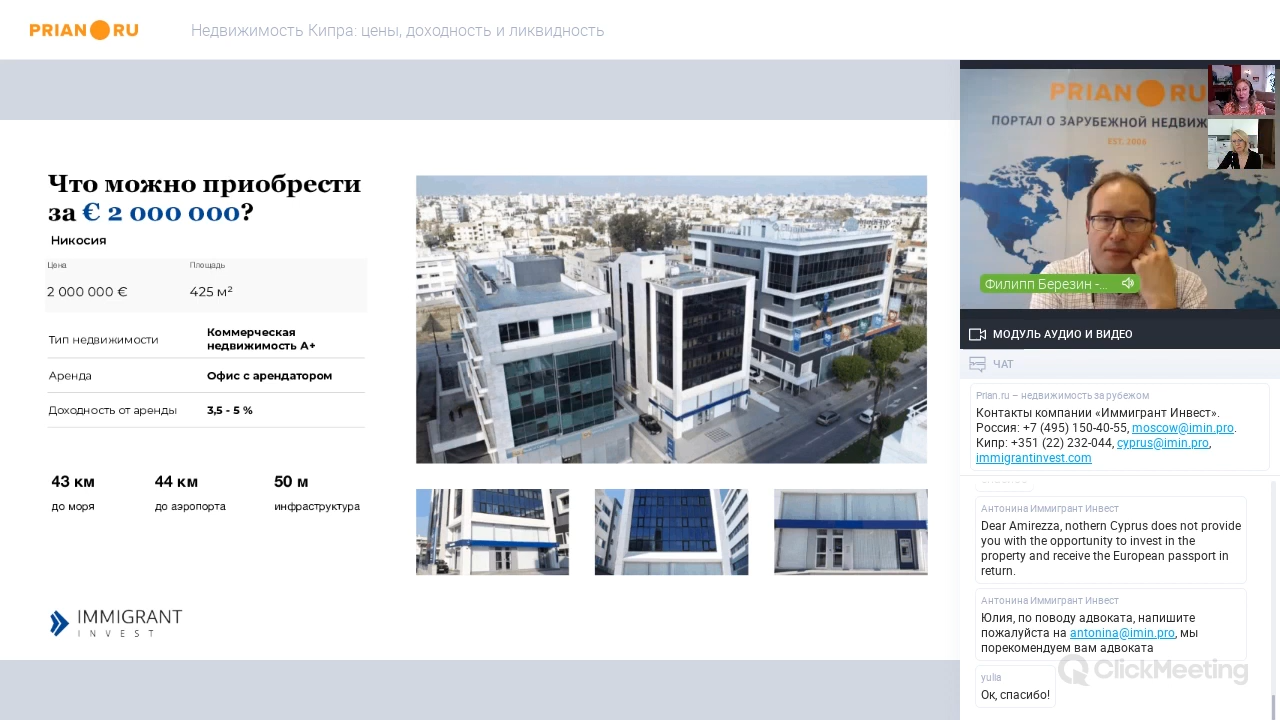 PRIAN RU
Недвижимость Кипра: цены, доходность и ликвидность
Что можно приобрести
за € 2 000 000?
Никосия
Цена
Площадь
2 000 000 €
425 м²
Тип недвижимости
Коммерческая
недвижимость А+
Аренда
Офис с арендатором
Доходность от аренды
3,5 - 5 %
43 км
44 км
50 м
до моря
до аэропорта
инфраструктура
IMMIGRANT
INVEST
PRIAN RU
ПОРТАЛ О ЗАРУБЕЖНОЙ НЕДВИЖ
EST. 2006
Филипп Березин -...
МОДУЛЬ АУДИО И ВИДЕО
ЧАТ
Prian.ru – недвижимость за рубежом
Контакты компании «Иммигрант Инвест».
Россия: +7 (495) 150-40-55, moscow@imin.pro.
Кипр: +351 (22) 232-044, cyprus@imin.pro,
immigrantinvest.com
Антонина Иммигрант Инвест
Dear Amirezza, nothern Cyprus does not provide
you with the opportunity to invest in the
property and receive the European passport in
return.
Антонина Иммигрант Инвест
Юлия, по поводу адвоката, напишите
пожалуйста на antonina@imin.pro, мы
порекомендуем вам адвоката
ClickMeeting
yulia
Ок, спасибо!